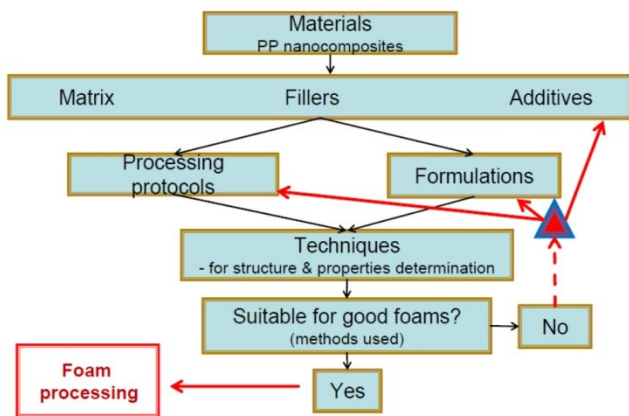 Materials
PP nanocomposites
Matrix Fillers Additives
Processing
protocols
Formulations
Techniques
- for structure & properties determination
Suitable for good foams?
(methods used)
No
Foam
processing
Yes